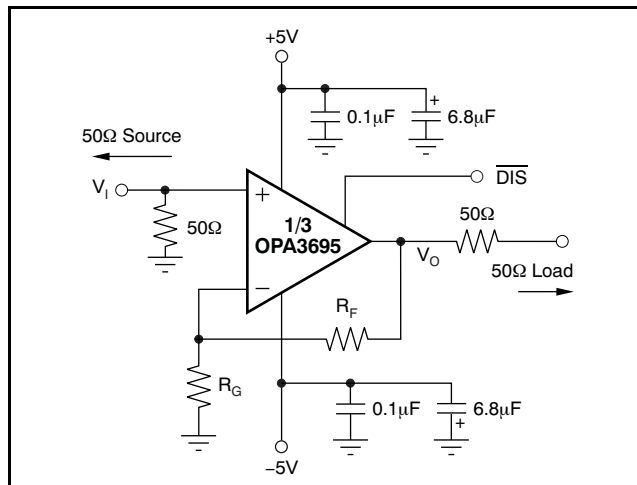 +5V
0.1μF
+
6.8μF
50Ω Source
V_I
50Ω
+
1/3
OPA3695
−
D̅I̅S̅
50Ω
V_O
50Ω Load
R_F
R_G
0.1μF
6.8μF
+
−5V